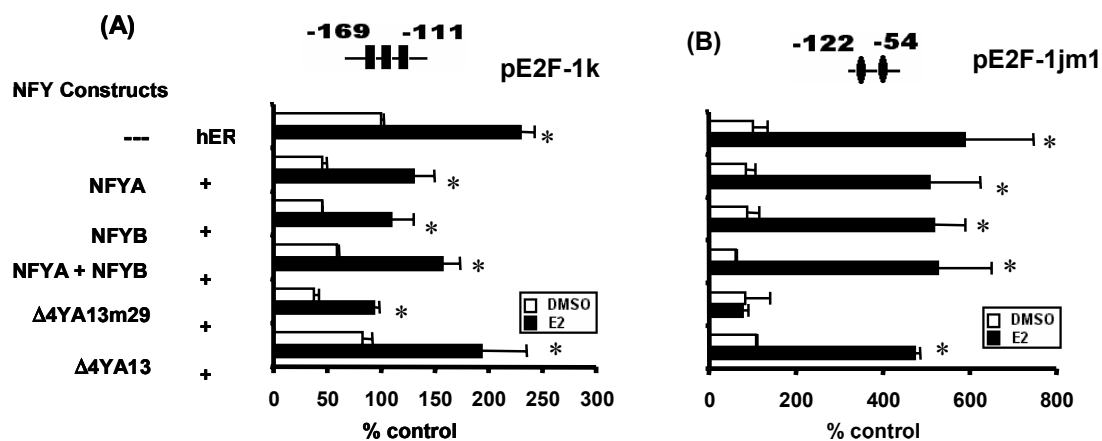 (A)
-169 -111
pE2F-1k
NFY Constructs
--- hER
NFYA +
NFYB +
NFYA + NFYB +
Δ4YA13m29 +
Δ4YA13 +
*
*
*
*
*
*
DMSO
E2
0 50 100 150 200 250 300
% control
(B)
-122 -54
pE2F-1jm1
*
*
*
*
*
DMSO
E2
0 200 400 600 800
% control